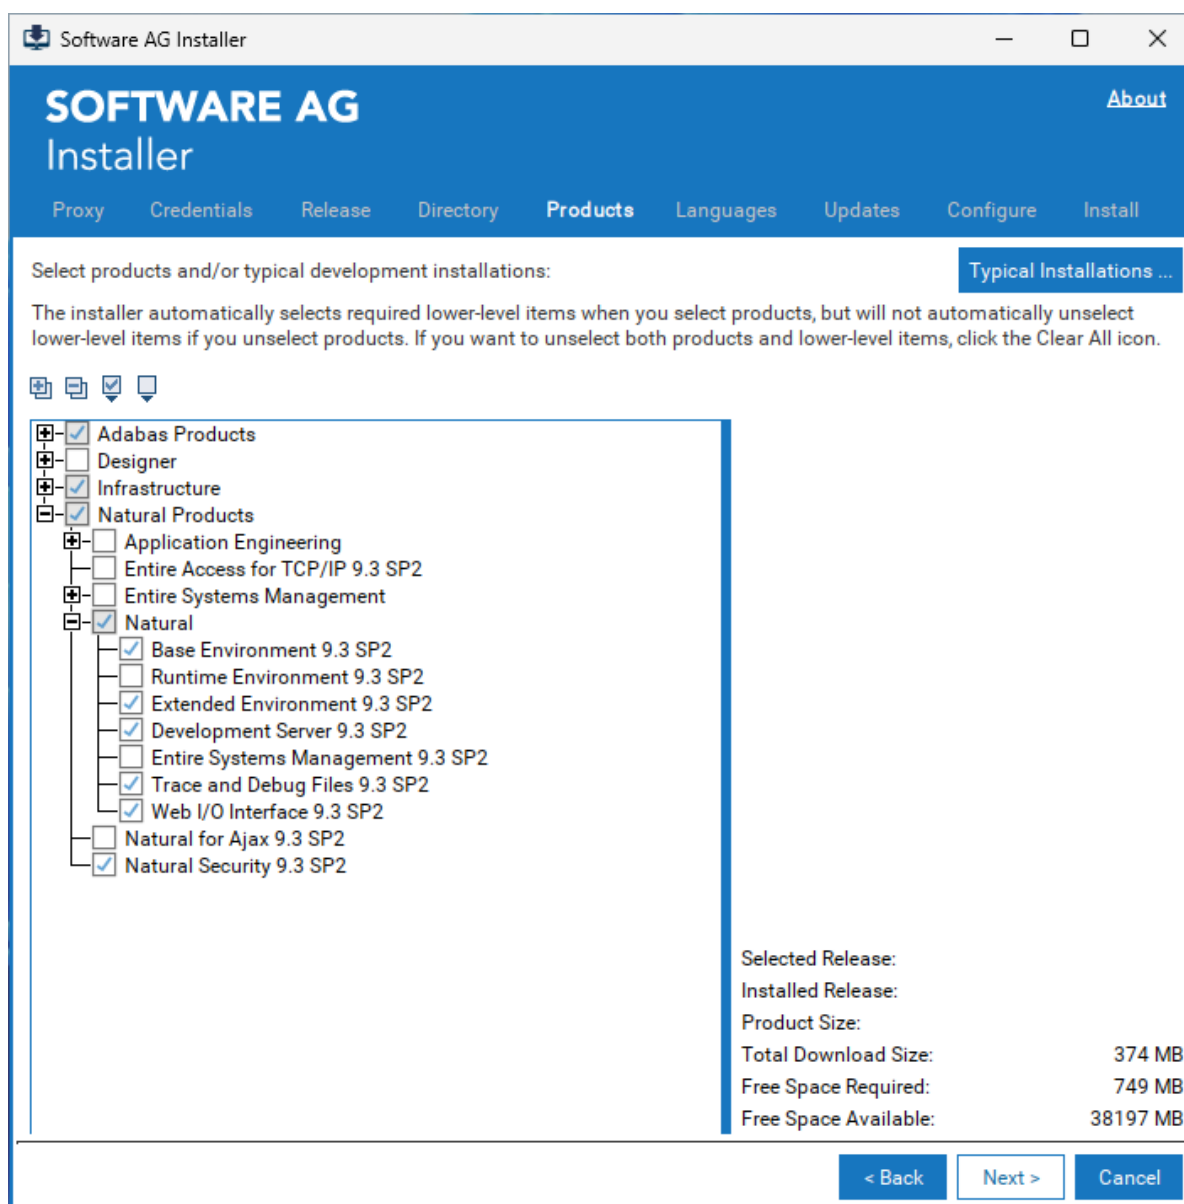 Software AG Installer
SOFTWARE AG
Installer
About
Proxy Credentials Release Directory Products Languages Updates Configure Install
Select products and/or typical development installations:
Typical Installations ...
The installer automatically selects required lower-level items when you select products, but will not automatically unselect
lower-level items if you unselect products. If you want to unselect both products and lower-level items, click the Clear All icon.
Adabas Products
Designer
Infrastructure
Natural Products
Application Engineering
Entire Access for TCP/IP 9.3 SP2
Entire Systems Management
Natural
Base Environment 9.3 SP2
Runtime Environment 9.3 SP2
Extended Environment 9.3 SP2
Development Server 9.3 SP2
Entire Systems Management 9.3 SP2
Trace and Debug Files 9.3 SP2
Web I/O Interface 9.3 SP2
Natural for Ajax 9.3 SP2
Natural Security 9.3 SP2
Selected Release:
Installed Release:
Product Size:
Total Download Size: 374 MB
Free Space Required: 749 MB
Free Space Available: 38197 MB
< Back Next > Cancel